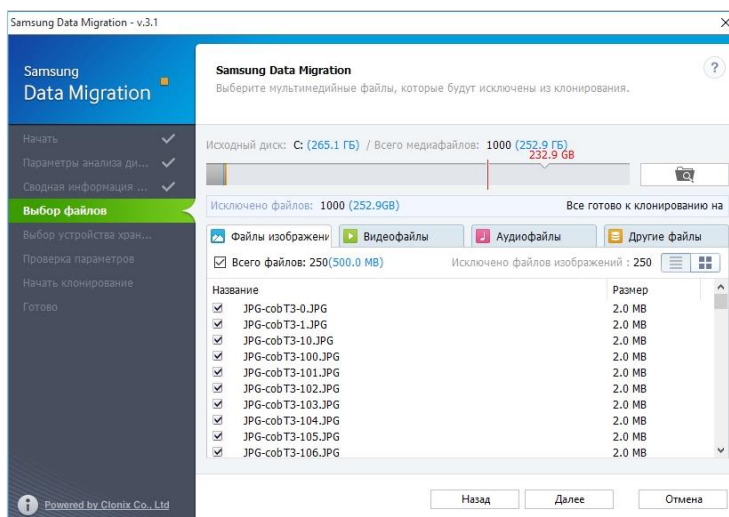 Samsung Data Migration - v.3.1
Samsung
Data Migration
Samsung Data Migration
Выберите мультимедийные файлы, которые будут исключены из клонирования.
?
Начать
Параметры анализа ди...
Сводная информация ...
Выбор файлов
Выбор устройства хран...
Проверка параметров
Начать клонирование
Готово
Исходный диск: C: (265.1 ГБ) / Всего медиафайлов: 1000 (252.9 ГБ)
232.9 GB
Исключено файлов: 1000 (252.9GB) Все готово к клонированию на
Файлы изображени Видеофайлы Аудиофайлы Другие файлы
Всего файлов: 250(500.0 MB) Исключено файлов изображений : 250
Название Размер
JPG-cobT3-0.JPG 2.0 MB
JPG-cobT3-1.JPG 2.0 MB
JPG-cobT3-10.JPG 2.0 MB
JPG-cobT3-100.JPG 2.0 MB
JPG-cobT3-101.JPG 2.0 MB
JPG-cobT3-102.JPG 2.0 MB
JPG-cobT3-103.JPG 2.0 MB
JPG-cobT3-104.JPG 2.0 MB
JPG-cobT3-105.JPG 2.0 MB
JPG-cobT3-106.JPG 2.0 MB
Powered by Clonix Co., Ltd
Назад Далее Отмена